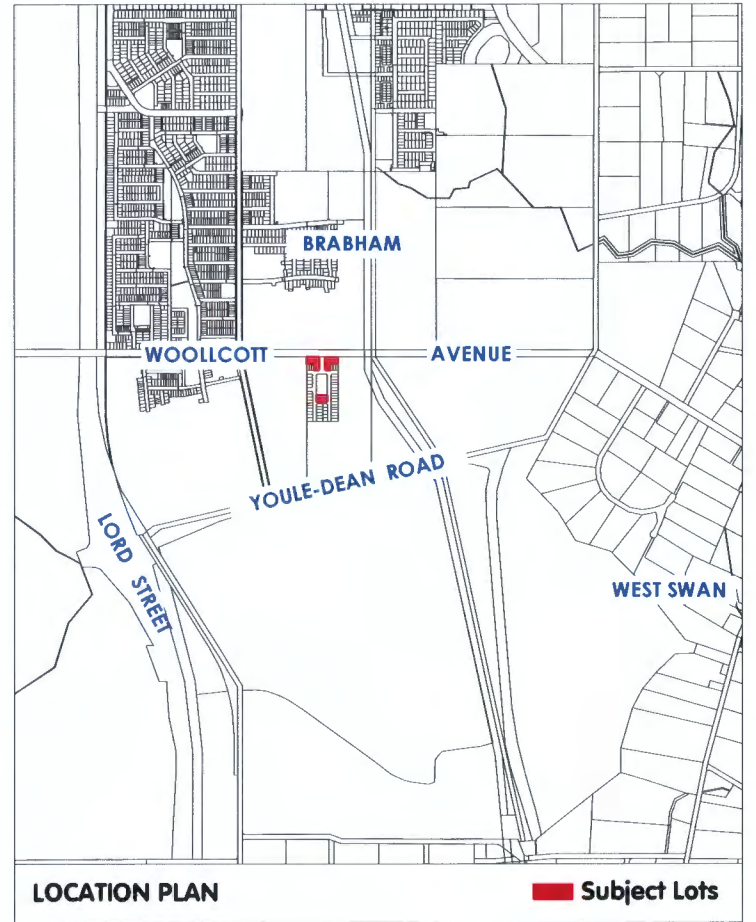 BRABHAM
WOOLLCOTT AVENUE
YOULE-DEAN ROAD
LORD STREET
WEST SWAN
LOCATION PLAN
Subject Lots